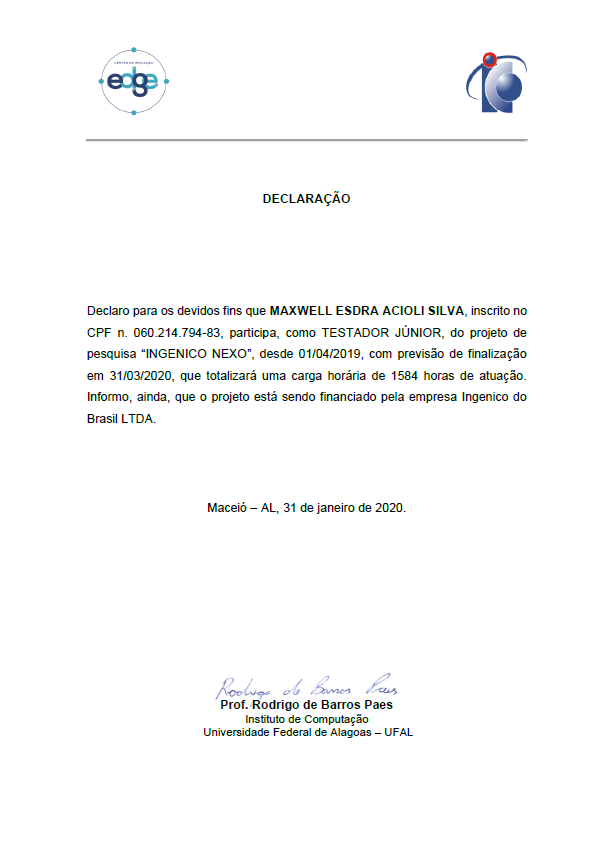 CENTRO DE INOVAÇÃO
edge
ic
DECLARAÇÃO
Declaro para os devidos fins que MAXWELL ESDRA ACIOLI SILVA, inscrito no
CPF n. 060.214.794-83, participa, como TESTADOR JÚNIOR, do projeto de
pesquisa “INGENICO NEXO”, desde 01/04/2019, com previsão de finalização
em 31/03/2020, que totalizará uma carga horária de 1584 horas de atuação.
Informo, ainda, que o projeto está sendo financiado pela empresa Ingenico do
Brasil LTDA.
Maceió – AL, 31 de janeiro de 2020.
Rodrigo de Barros Paes
Prof. Rodrigo de Barros Paes
Instituto de Computação
Universidade Federal de Alagoas – UFAL